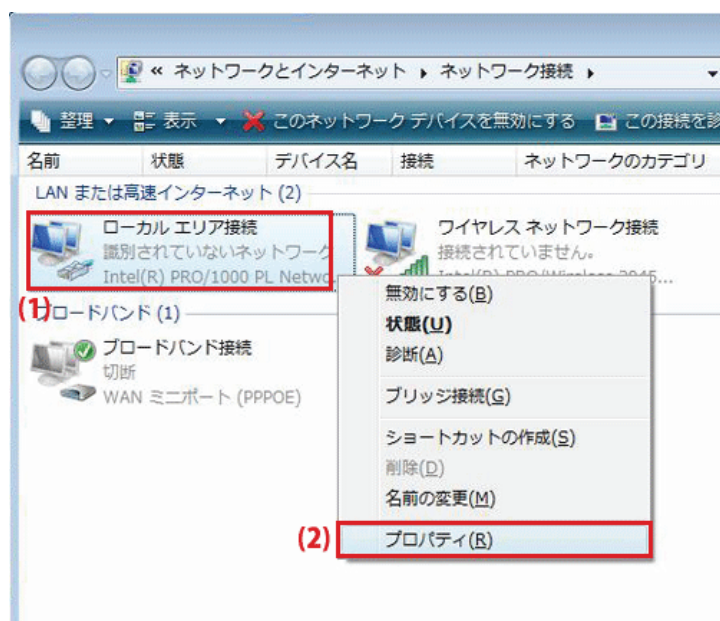 « ネットワークとインターネット ▸ ネットワーク接続 ▸
整理 ▼ 表示 ▼ このネットワーク デバイスを無効にする この接続を診
名前 状態 デバイス名 接続 ネットワークのカテゴリ
LAN または高速インターネット (2)
ローカル エリア接続
識別されていないネットワーク
Intel(R) PRO/1000 PL Netwo...
ワイヤレス ネットワーク接続
接続されていません。
Intel(R) PRO/Wireless 3945...
(1)
ブロードバンド (1)
ブロードバンド接続
切断
WAN ミニポート (PPPOE)
無効にする(B)
状態(U)
診断(A)
ブリッジ接続(G)
ショートカットの作成(S)
削除(D)
名前の変更(M)
(2)
プロパティ(R)